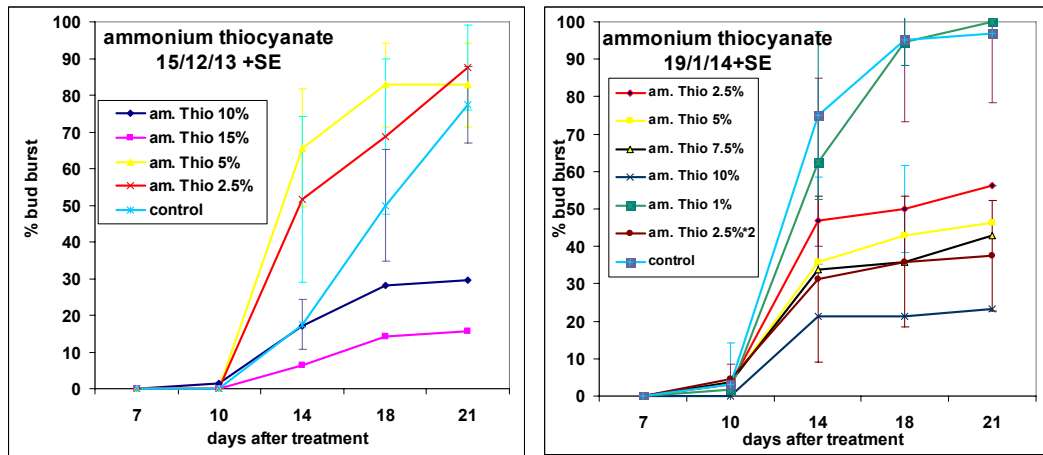 ammonium thiocyanate
15/12/13 +SE
100
90
80
70
60
50
40
30
20
10
0
% bud burst
am. Thio 10%
am. Thio 15%
am. Thio 5%
am. Thio 2.5%
control
7 10 14 18 21
days after treatment
ammonium thiocyanate
19/1/14+SE
100
90
80
70
60
50
40
30
20
10
0
% bud burst
am. Thio 2.5%
am. Thio 5%
am. Thio 7.5%
am. Thio 10%
am. Thio 1%
am. Thio 2.5%*2
control
7 10 14 18 21
days after treatment